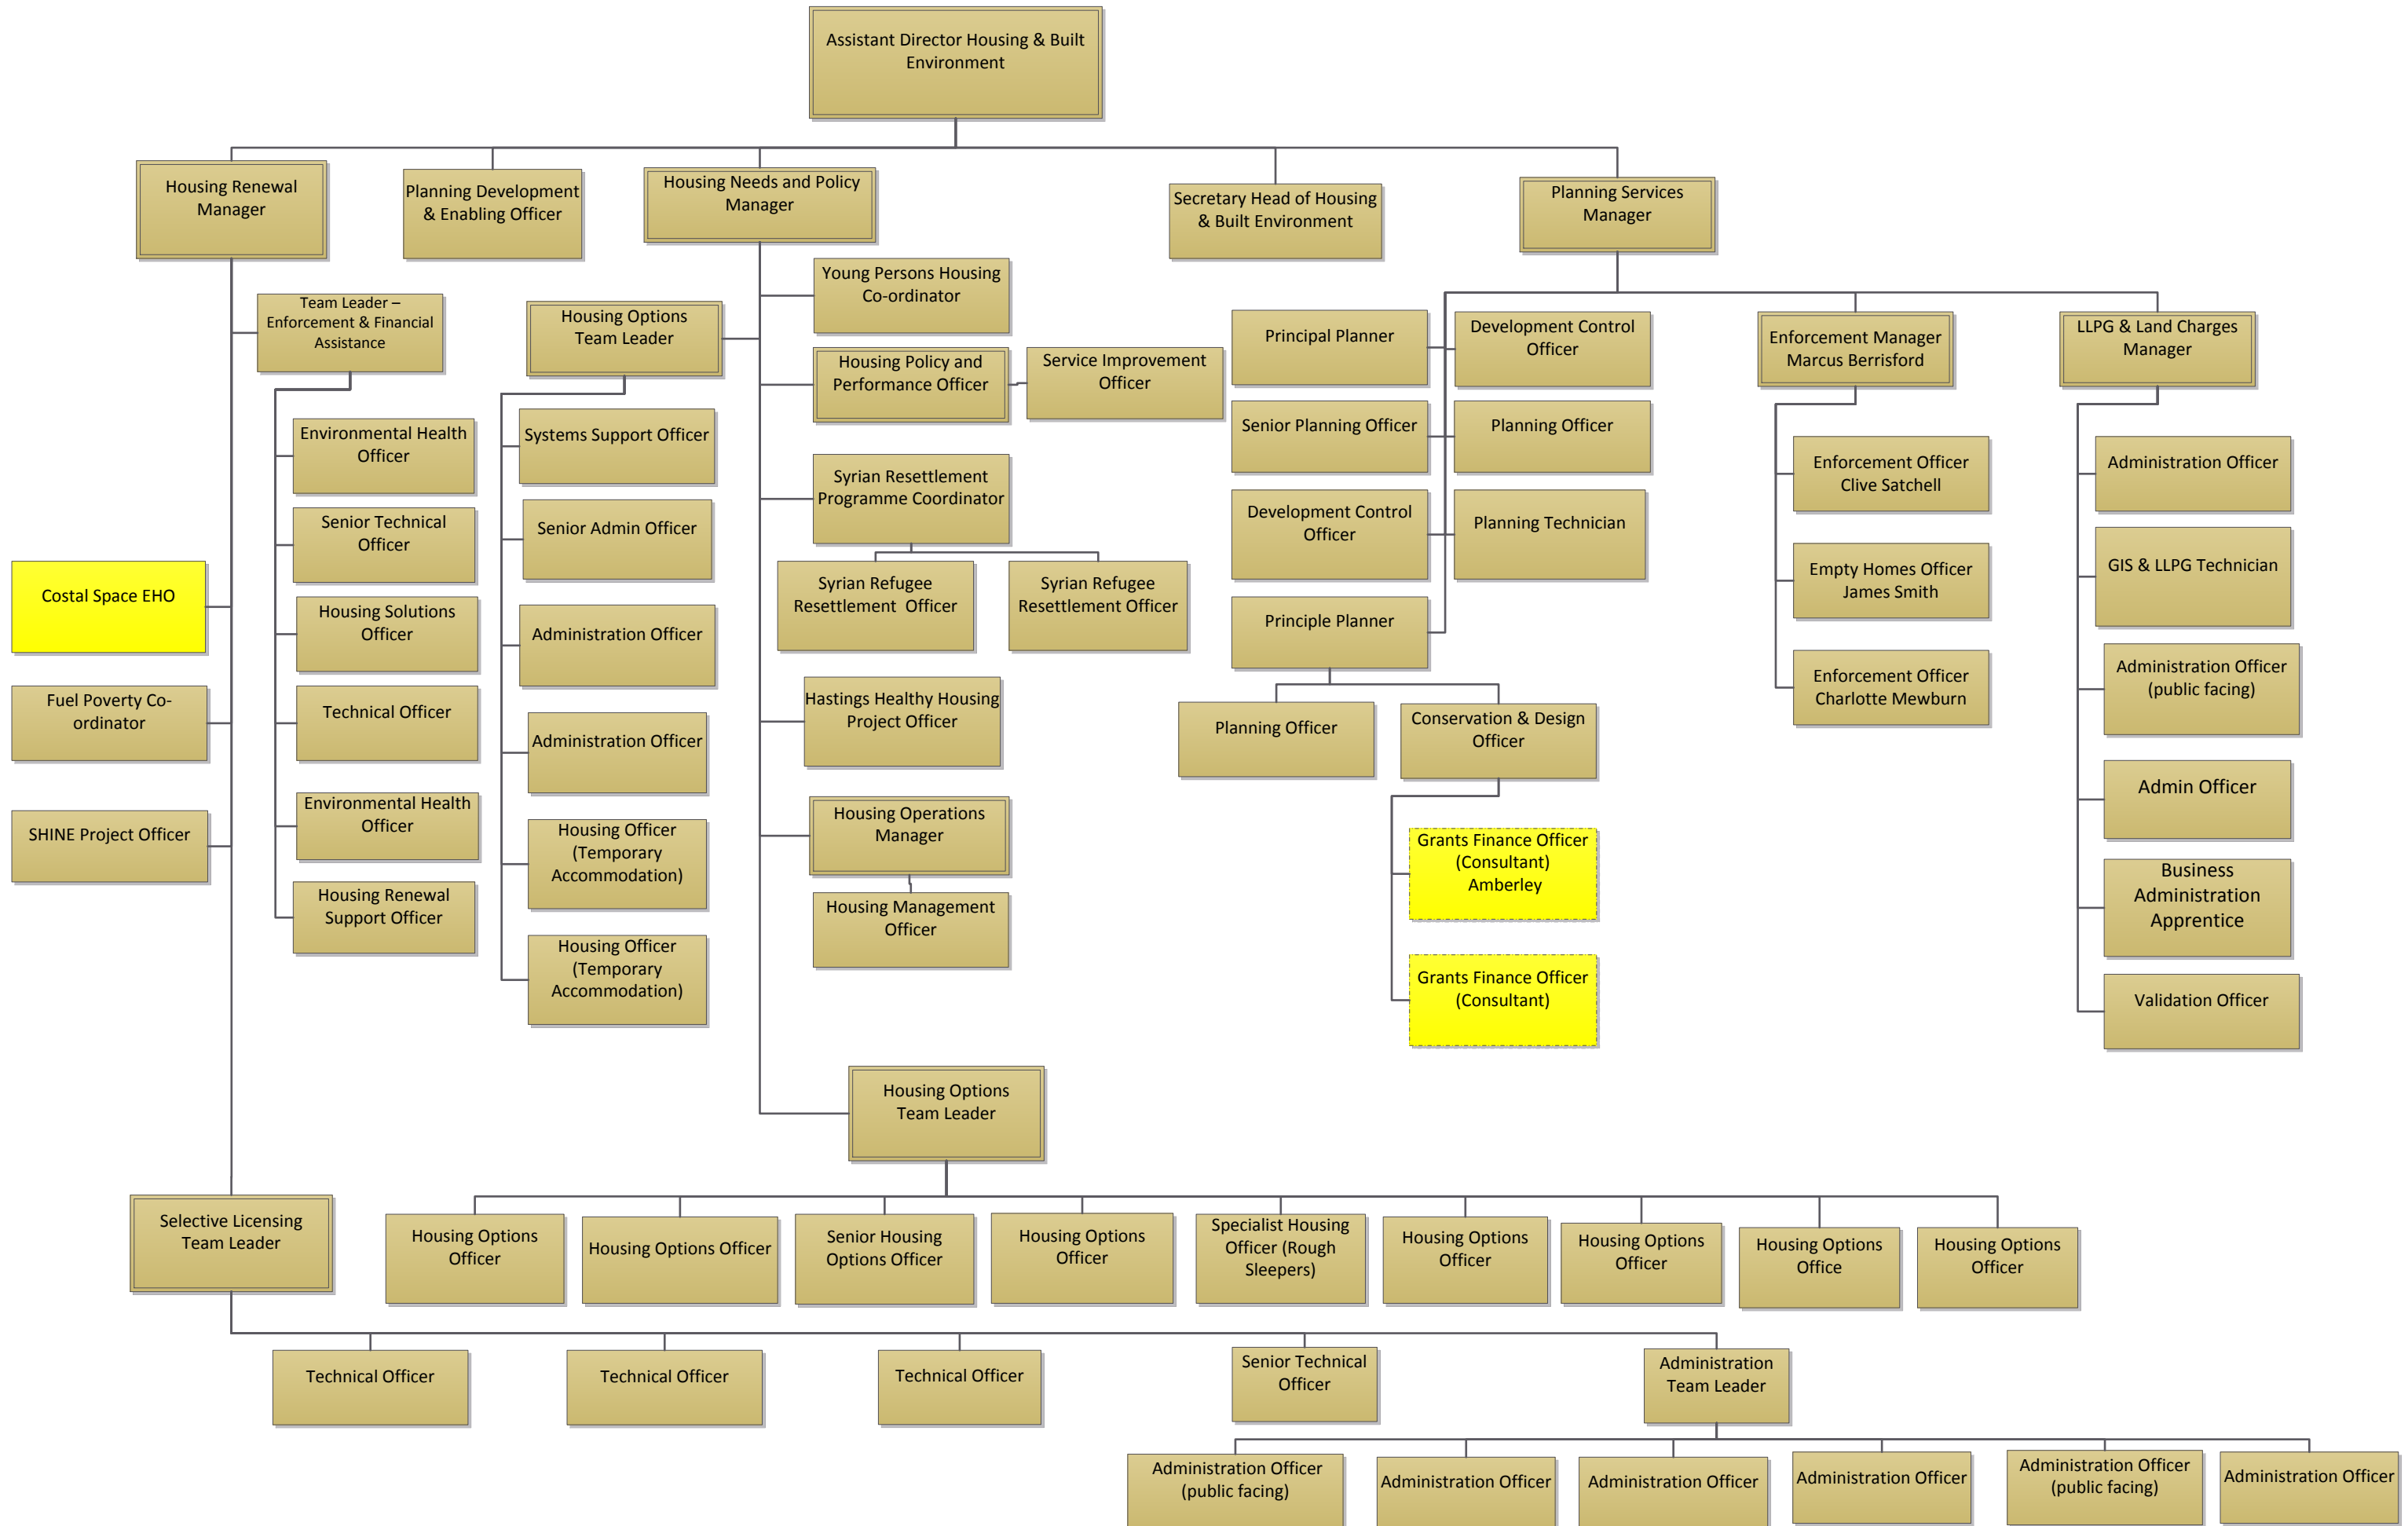 Assistant Director Housing & Built
Environment
Housing Renewal
Manager
Planning Development
& Enabling Officer
Housing Needs and Policy
Manager
Secretary Head of Housing
& Built Environment
Planning Services
Manager
Team Leader –
Enforcement & Financial
Assistance
Environmental Health
Officer
Senior Technical
Officer
Housing Solutions
Officer
Technical Officer
Environmental Health
Officer
Housing Renewal
Support Officer
Costal Space EHO
Fuel Poverty Co-
ordinator
SHINE Project Officer
Housing Options
Team Leader
Systems Support Officer
Senior Admin Officer
Administration Officer
Administration Officer
Housing Officer
(Temporary
Accommodation)
Housing Officer
(Temporary
Accommodation)
Young Persons Housing
Co-ordinator
Housing Policy and
Performance Officer
Service Improvement
Officer
Syrian Resettlement
Programme Coordinator
Syrian Refugee
Resettlement  Officer
Syrian Refugee
Resettlement Officer
Hastings Healthy Housing
Project Officer
Housing Operations
Manager
Housing Management
Officer
Principal Planner
Development Control
Officer
Senior Planning Officer
Planning Officer
Development Control
Officer
Planning Technician
Principle Planner
Planning Officer
Conservation & Design
Officer
Grants Finance Officer
(Consultant)
Amberley
Grants Finance Officer
(Consultant)
Enforcement Manager
Marcus Berrisford
Enforcement Officer
Clive Satchell
Empty Homes Officer
James Smith
Enforcement Officer
Charlotte Mewburn
LLPG & Land Charges
Manager
Administration Officer
GIS & LLPG Technician
Administration Officer
(public facing)
Admin Officer
Business
Administration
Apprentice
Validation Officer
Housing Options
Team Leader
Housing Options
Officer
Housing Options Officer
Senior Housing
Options Officer
Housing Options
Officer
Specialist Housing
Officer (Rough
Sleepers)
Housing Options
Officer
Housing Options
Officer
Housing Options
Office
Housing Options
Officer
Selective Licensing
Team Leader
Technical Officer
Technical Officer
Technical Officer
Senior Technical
Officer
Administration
Team Leader
Administration Officer
(public facing)
Administration Officer
Administration Officer
Administration Officer
Administration Officer
(public facing)
Administration Officer